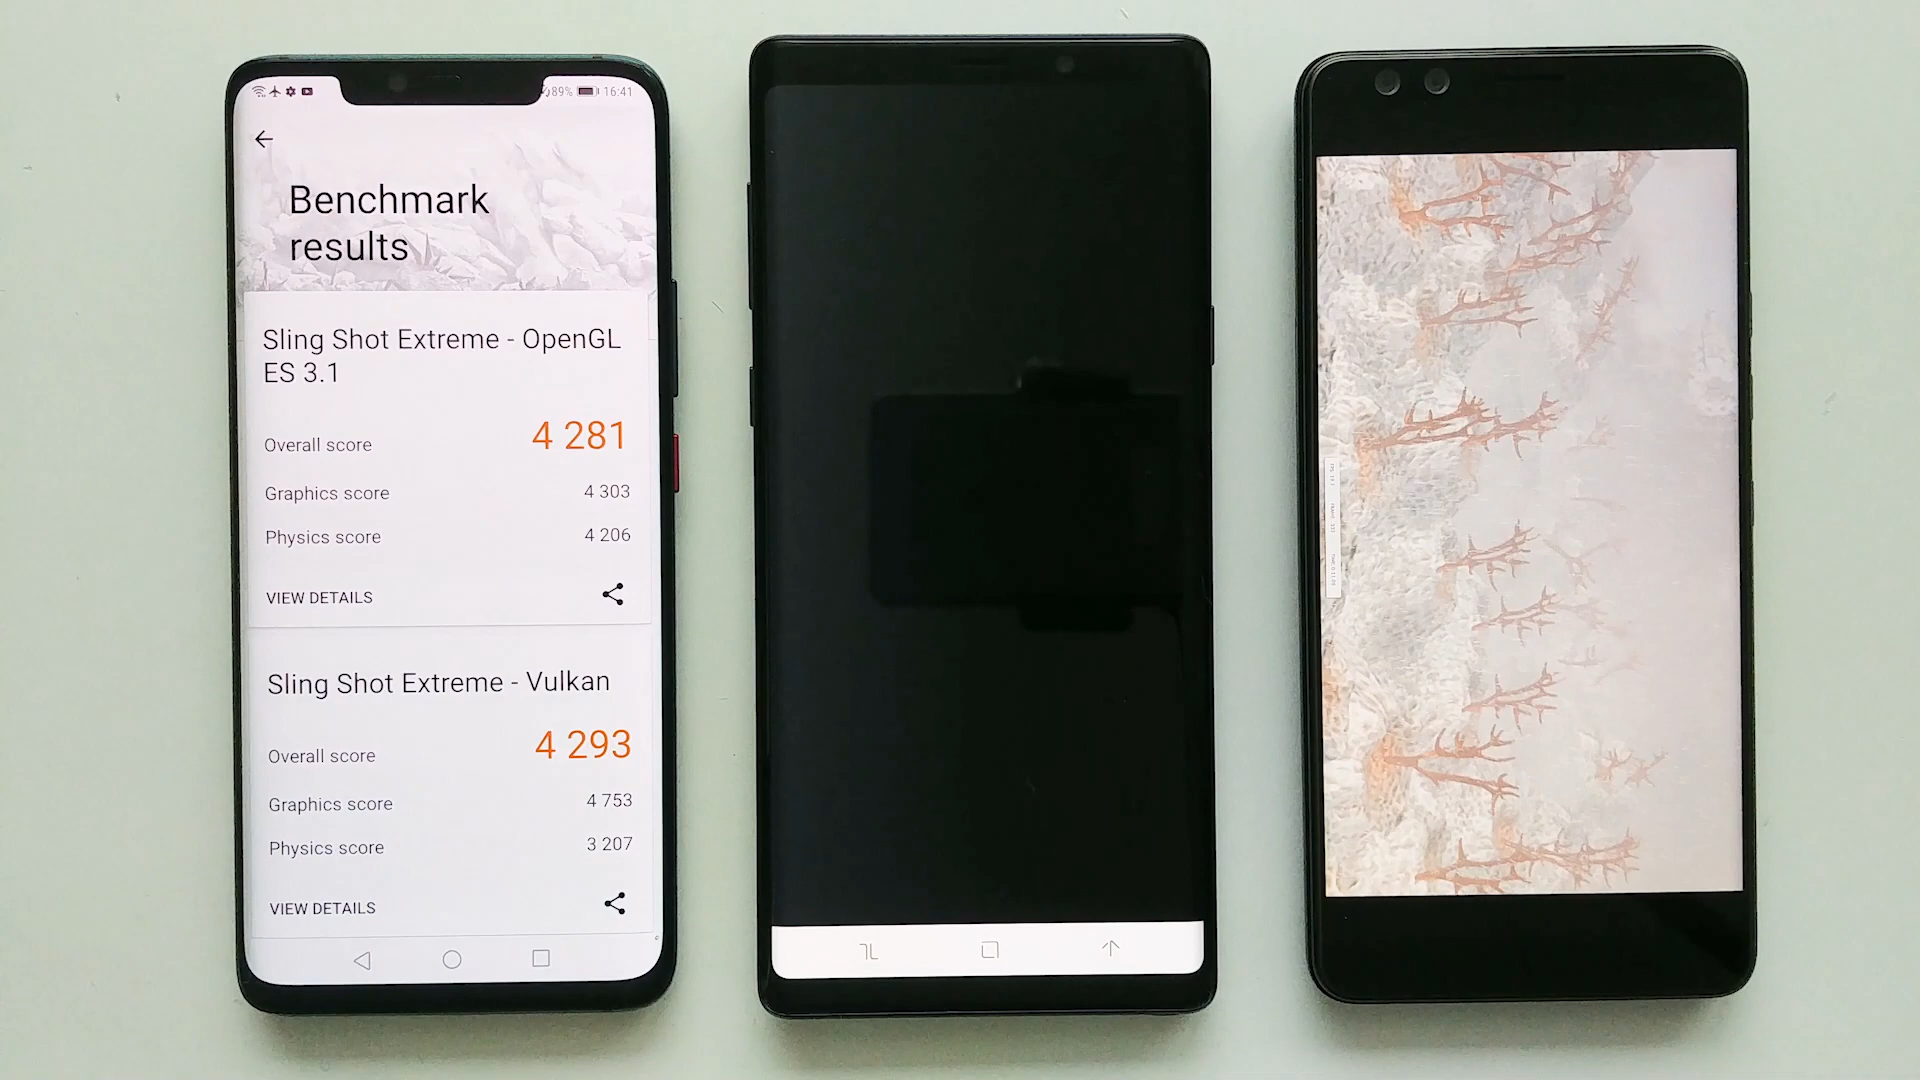 89% 16:41
Benchmark
results
Sling Shot Extreme - OpenGL
ES 3.1
Overall score 4 281
Graphics score 4 303
Physics score 4 206
VIEW DETAILS
Sling Shot Extreme - Vulkan
Overall score 4 293
Graphics score 4 753
Physics score 3 207
VIEW DETAILS